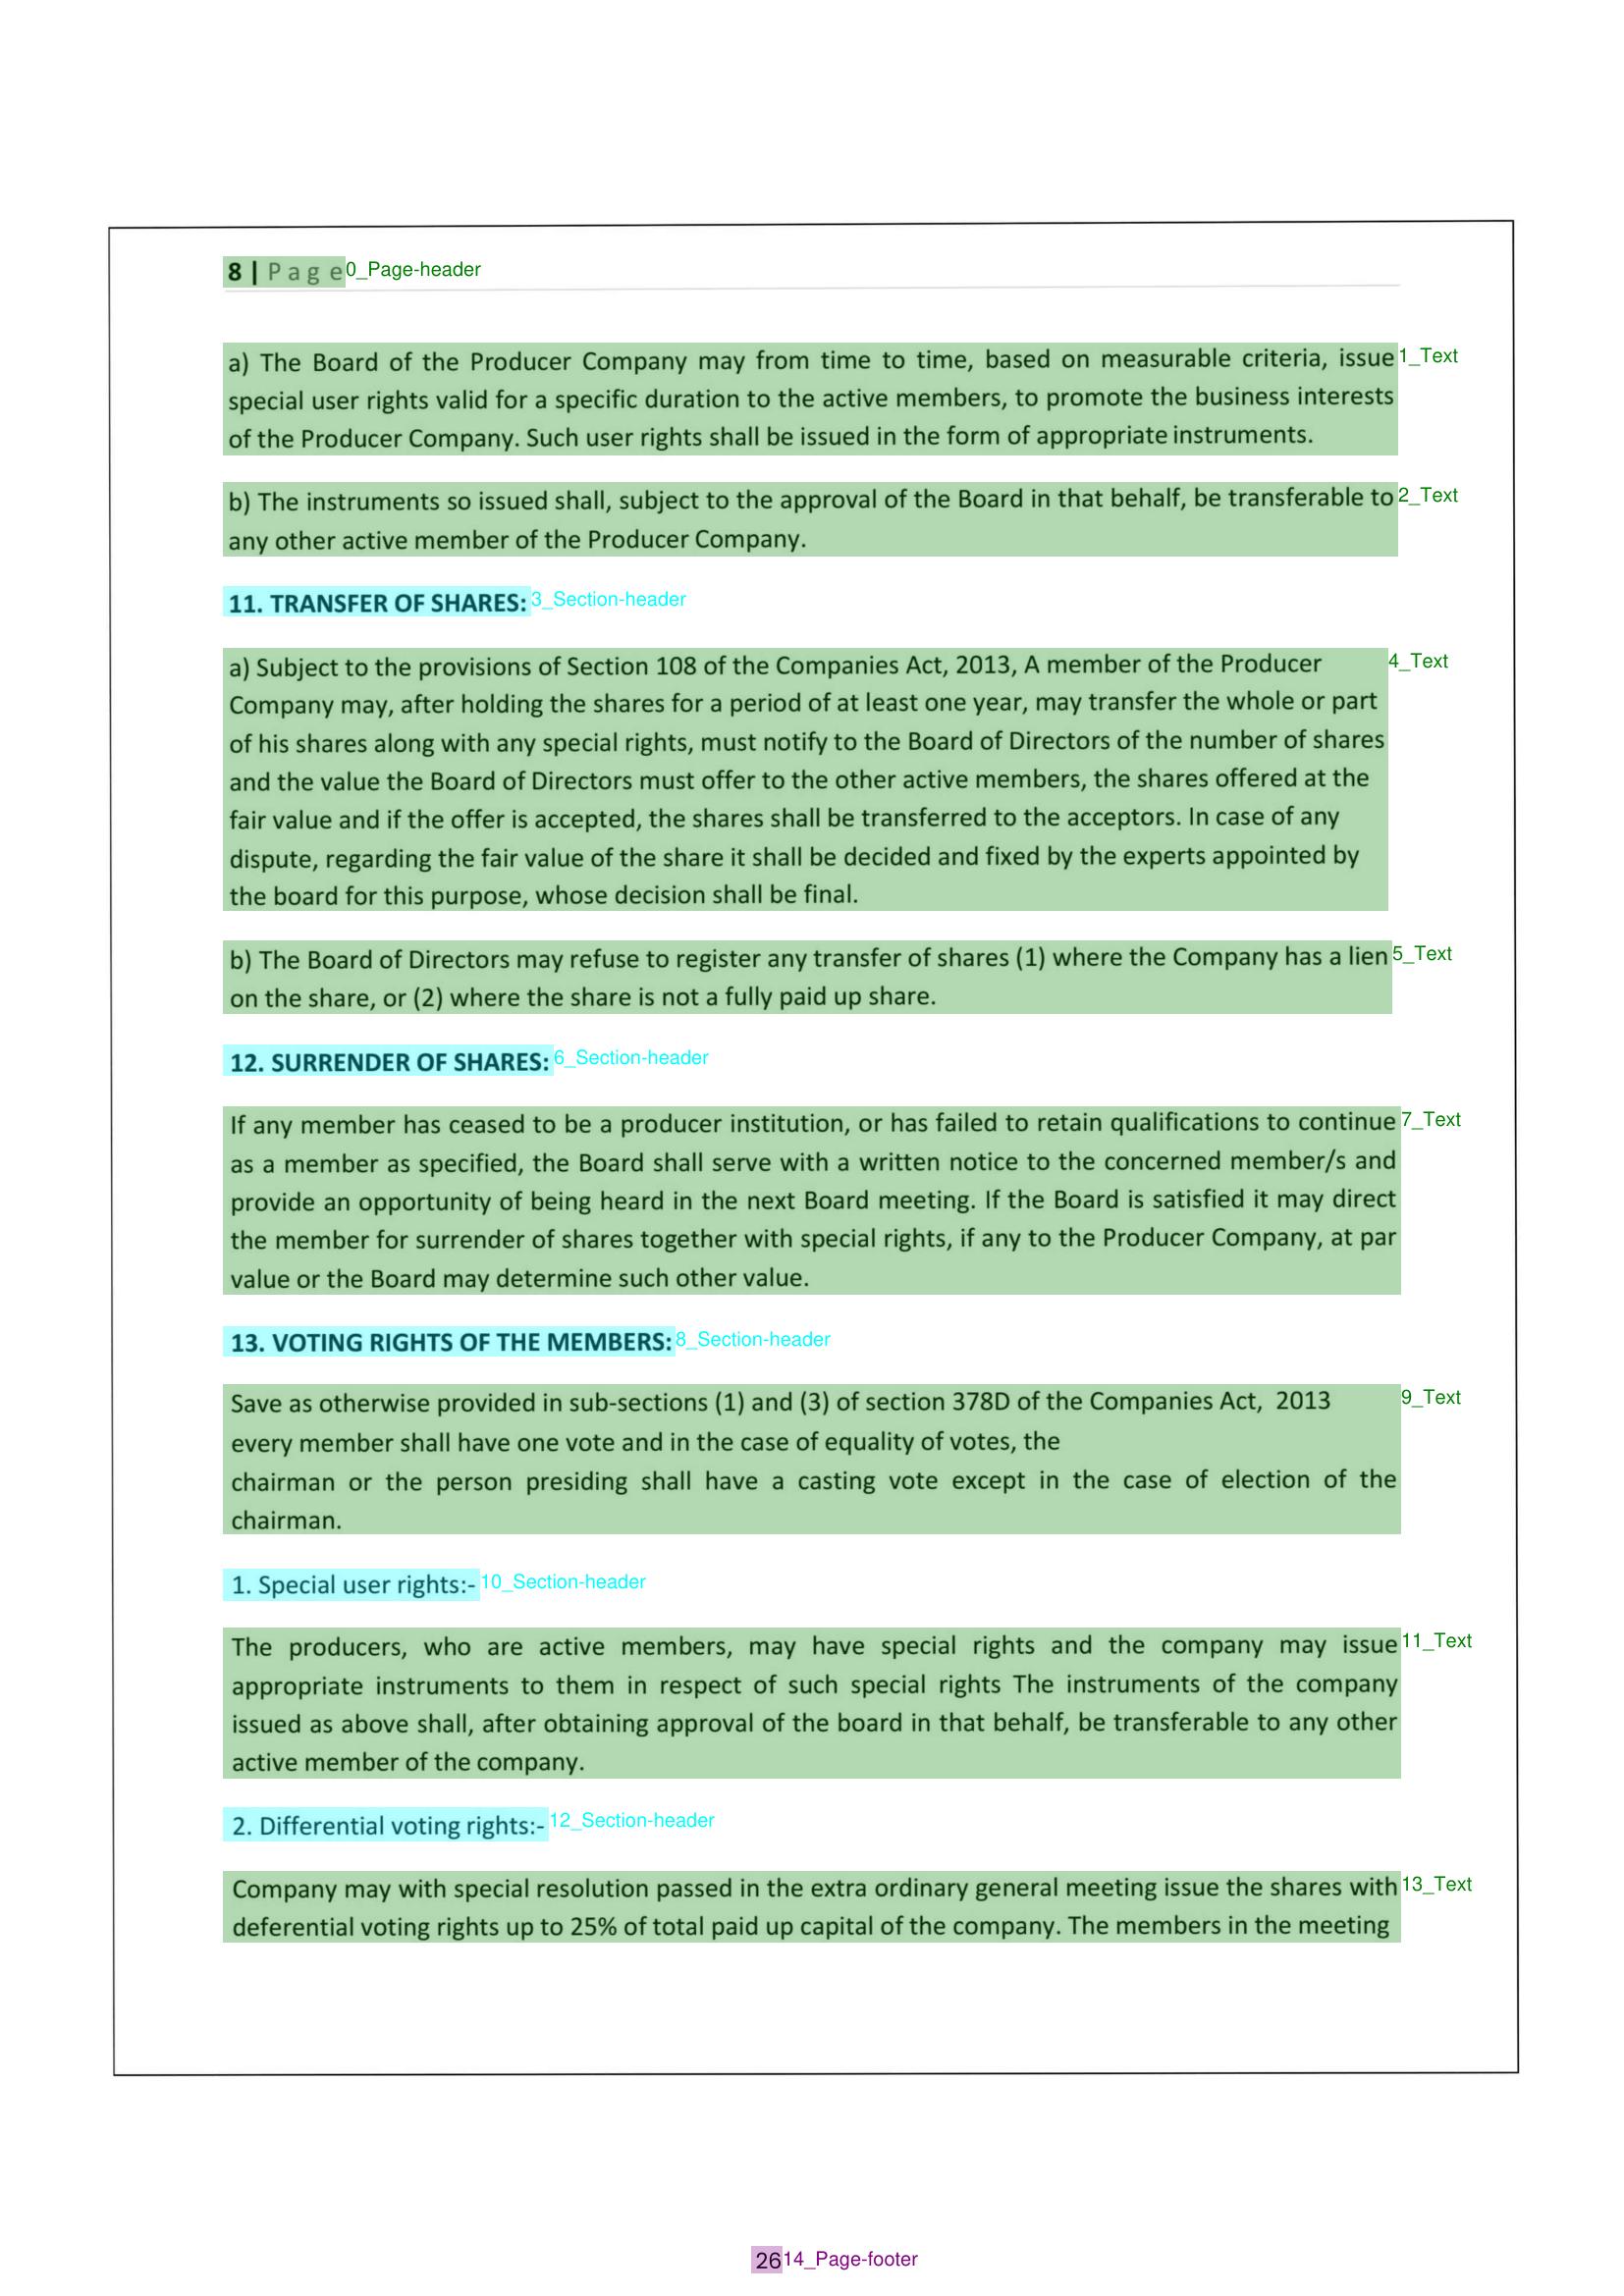 8 | Page 0_Page-header
a) The Board of the Producer Company may from time to time, based on measurable criteria, issue 1_Text
special user rights valid for a specific duration to the active members, to promote the business interests
of the Producer Company. Such user rights shall be issued in the form of appropriate instruments.
b) The instruments so issued shall, subject to the approval of the Board in that behalf, be transferable to 2_Text
any other active member of the Producer Company.
11. TRANSFER OF SHARES: 3_Section-header
a) Subject to the provisions of Section 108 of the Companies Act, 2013, A member of the Producer 4_Text
Company may, after holding the shares for a period of at least one year, may transfer the whole or part
of his shares along with any special rights, must notify to the Board of Directors of the number of shares
and the value the Board of Directors must offer to the other active members, the shares offered at the
fair value and if the offer is accepted, the shares shall be transferred to the acceptors. In case of any
dispute, regarding the fair value of the share it shall be decided and fixed by the experts appointed by
the board for this purpose, whose decision shall be final.
b) The Board of Directors may refuse to register any transfer of shares (1) where the Company has a lien 5_Text
on the share, or (2) where the share is not a fully paid up share.
12. SURRENDER OF SHARES: 6_Section-header
If any member has ceased to be a producer institution, or has failed to retain qualifications to continue 7_Text
as a member as specified, the Board shall serve with a written notice to the concerned member/s and
provide an opportunity of being heard in the next Board meeting. If the Board is satisfied it may direct
the member for surrender of shares together with special rights, if any to the Producer Company, at par
value or the Board may determine such other value.
13. VOTING RIGHTS OF THE MEMBERS: 8_Section-header
Save as otherwise provided in sub-sections (1) and (3) of section 378D of the Companies Act, 2013 9_Text
every member shall have one vote and in the case of equality of votes, the
chairman or the person presiding shall have a casting vote except in the case of election of the
chairman.
1. Special user rights:- 10_Section-header
The producers, who are active members, may have special rights and the company may issue 11_Text
appropriate instruments to them in respect of such special rights The instruments of the company
issued as above shall, after obtaining approval of the board in that behalf, be transferable to any other
active member of the company.
2. Differential voting rights:- 12_Section-header
Company may with special resolution passed in the extra ordinary general meeting issue the shares with 13_Text
deferential voting rights up to 25% of total paid up capital of the company. The members in the meeting
26 14_Page-footer